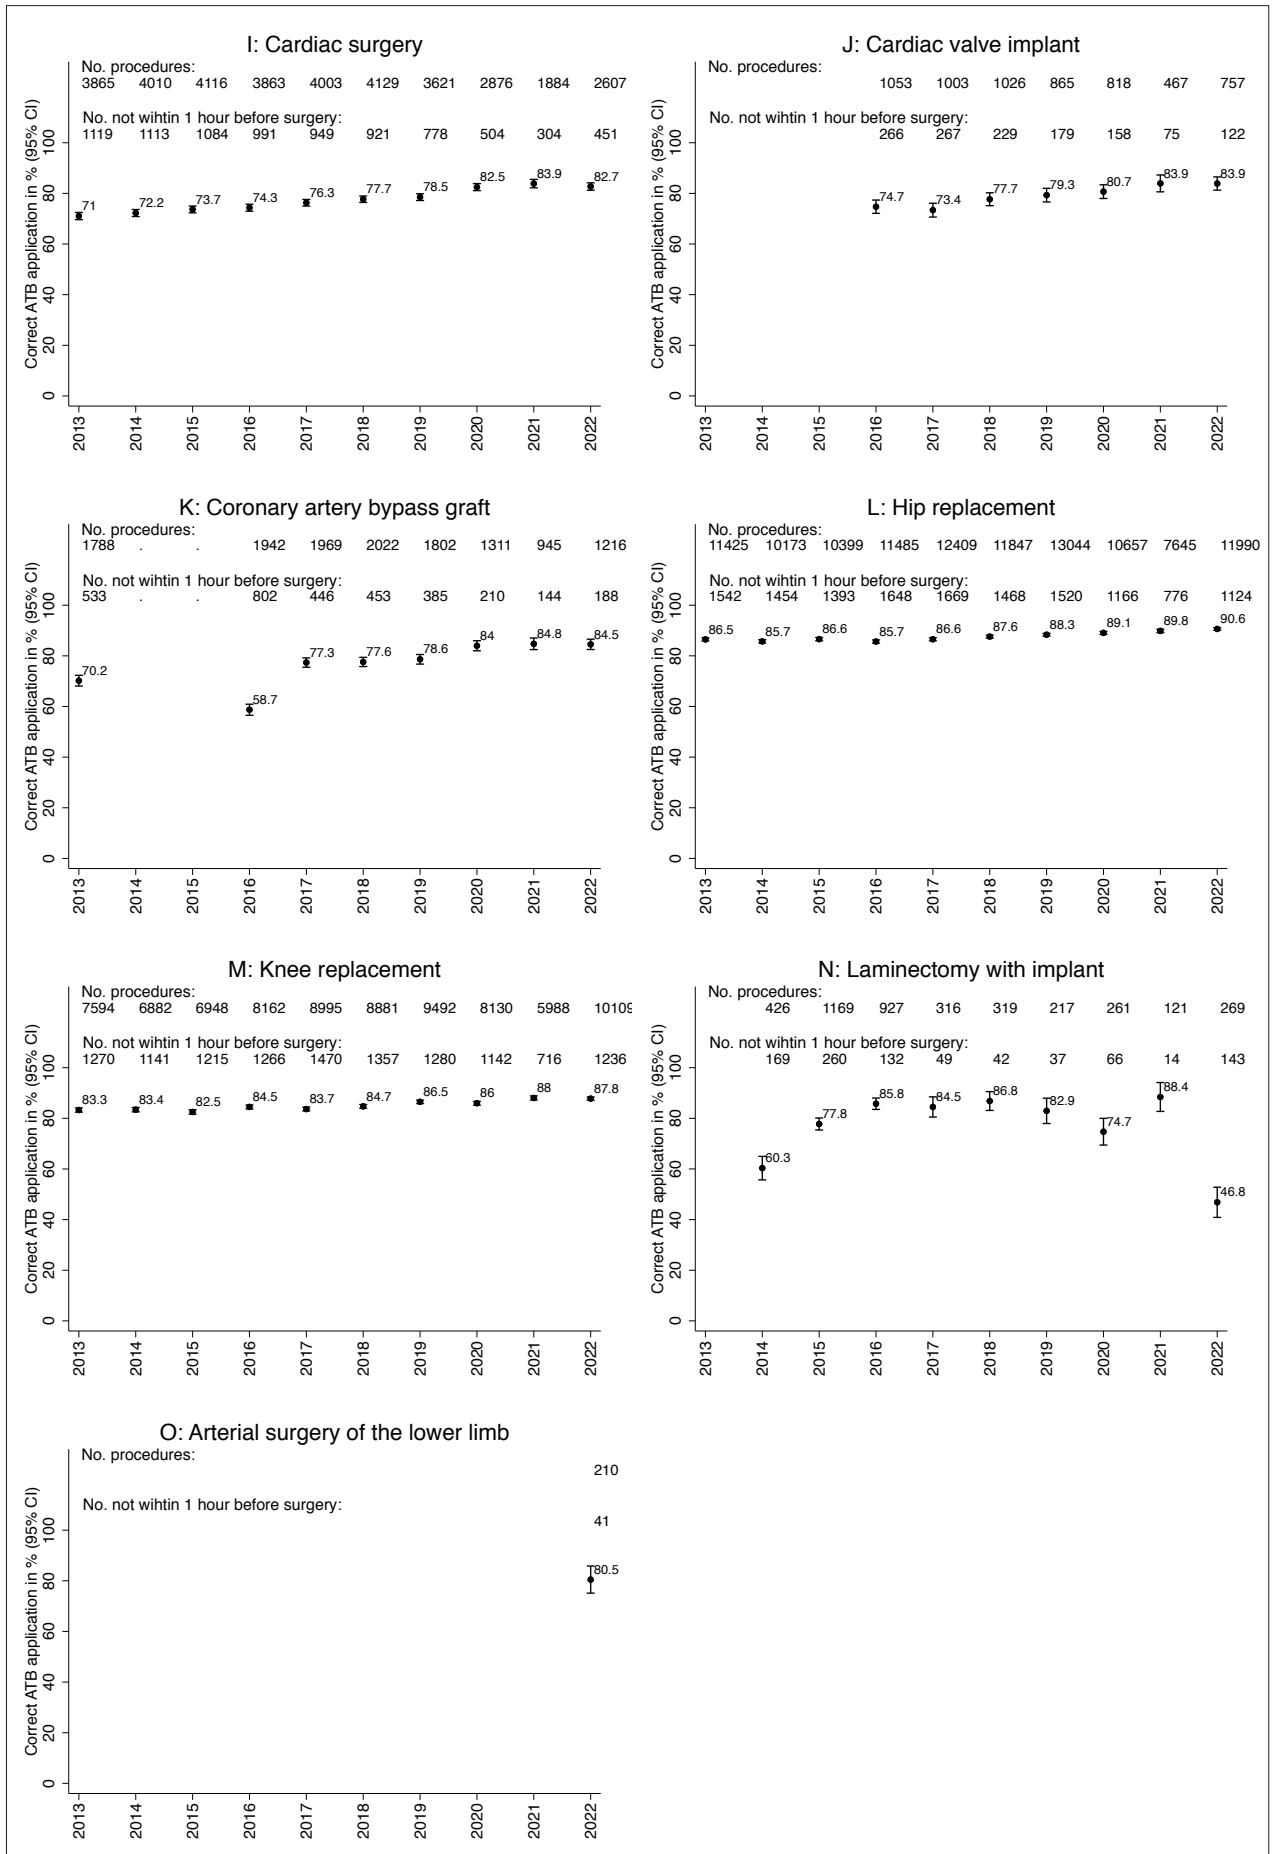 I: Cardiac surgery
No. procedures:
3865 4010 4116 3863 4003 4129 3621 2876 1884 2607
No. not wihtin 1 hour before surgery:
1119 1113 1084 991 949 921 778 504 304 451
Correct ATB application in % (95% CI)
0 20 40 60 80 100
71 72.2 73.7 74.3 76.3 77.7 78.5 82.5 83.9 82.7
2013 2014 2015 2016 2017 2018 2019 2020 2021 2022
J: Cardiac valve implant
No. procedures:
1053 1003 1026 865 818 467 757
No. not wihtin 1 hour before surgery:
266 267 229 179 158 75 122
Correct ATB application in % (95% CI)
0 20 40 60 80 100
74.7 73.4 77.7 79.3 80.7 83.9 83.9
2013 2014 2015 2016 2017 2018 2019 2020 2021 2022
K: Coronary artery bypass graft
No. procedures:
1788 . . 1942 1969 2022 1802 1311 945 1216
No. not wihtin 1 hour before surgery:
533 . . 802 446 453 385 210 144 188
Correct ATB application in % (95% CI)
0 20 40 60 80 100
70.2 58.7 77.3 77.6 78.6 84 84.8 84.5
2013 2014 2015 2016 2017 2018 2019 2020 2021 2022
L: Hip replacement
No. procedures:
11425 10173 10399 11485 12409 11847 13044 10657 7645 11990
No. not wihtin 1 hour before surgery:
1542 1454 1393 1648 1669 1468 1520 1166 776 1124
Correct ATB application in % (95% CI)
0 20 40 60 80 100
86.5 85.7 86.6 85.7 86.6 87.6 88.3 89.1 89.8 90.6
2013 2014 2015 2016 2017 2018 2019 2020 2021 2022
M: Knee replacement
No. procedures:
7594 6882 6948 8162 8995 8881 9492 8130 5988 10109
No. not wihtin 1 hour before surgery:
1270 1141 1215 1266 1470 1357 1280 1142 716 1236
Correct ATB application in % (95% CI)
0 20 40 60 80 100
83.3 83.4 82.5 84.5 83.7 84.7 86.5 86 88 87.8
2013 2014 2015 2016 2017 2018 2019 2020 2021 2022
N: Laminectomy with implant
No. procedures:
426 1169 927 316 319 217 261 121 269
No. not wihtin 1 hour before surgery:
169 260 132 49 42 37 66 14 143
Correct ATB application in % (95% CI)
0 20 40 60 80 100
60.3 77.8 85.8 84.5 86.8 82.9 74.7 88.4 46.8
2013 2014 2015 2016 2017 2018 2019 2020 2021 2022
O: Arterial surgery of the lower limb
No. procedures:
210
No. not wihtin 1 hour before surgery:
41
Correct ATB application in % (95% CI)
0 20 40 60 80 100
80.5
2013 2014 2015 2016 2017 2018 2019 2020 2021 2022